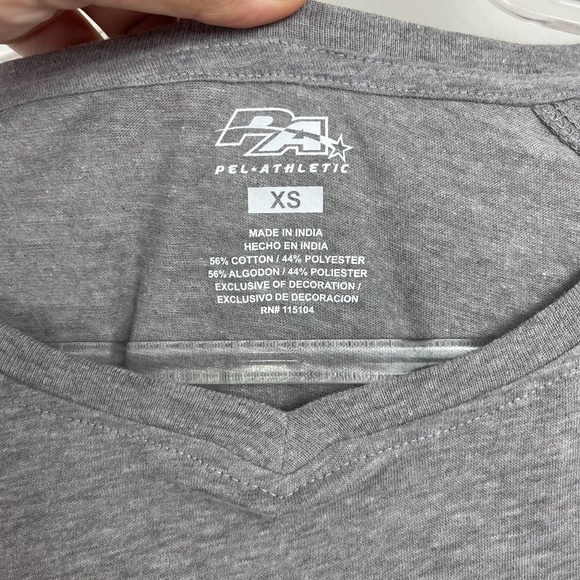 PA
PEL★ATHLETIC
XS
MADE IN INDIA
HECHO EN INDIA
56% COTTON / 44% POLYESTER
56% ALGODON / 44% POLIESTER
EXCLUSIVE OF DECORATION /
EXCLUSIVO DE DECORACION
RN# 115104